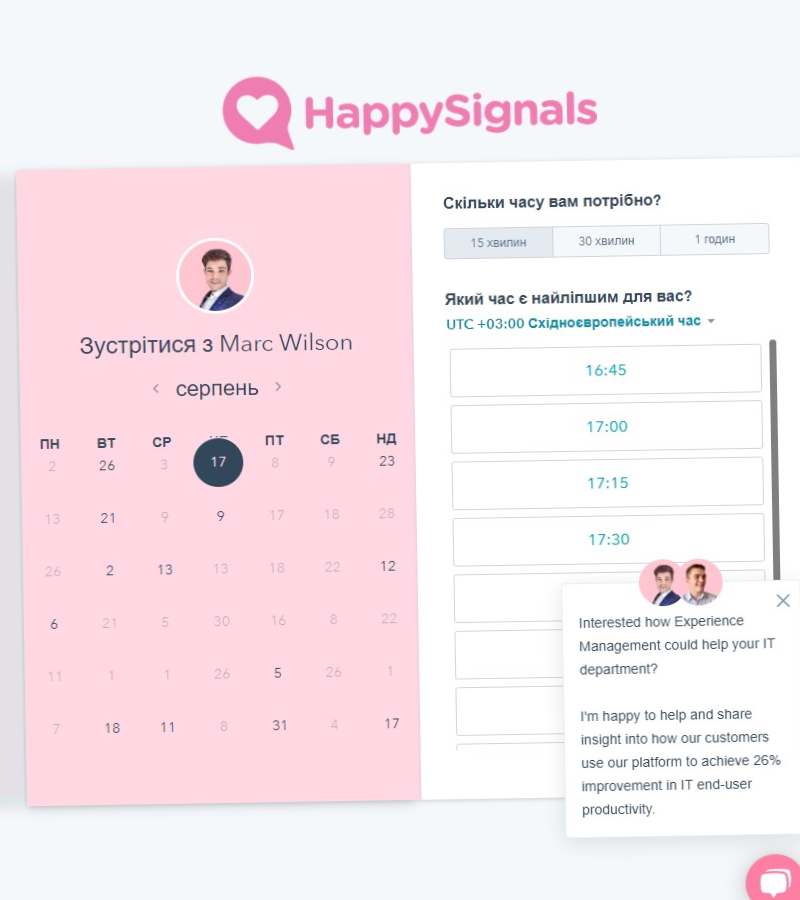 HappySignals
Зустрітися з Marc Wilson
серпень
ПН ВТ СР ПТ СБ НД
2 26 3 17 8 9 23
13 21 9 9 17 18 28
26 2 13 13 18 22 12
6 21 5 30 16 8 22
11 1 1 26 5 26 1
7 18 11 8 31 4 17
Скільки часу вам потрібно?
15 хвилин 30 хвилин 1 годин
Який час є найліпшим для вас?
UTC +03:00 Східноєвропейський час
16:45
17:00
17:15
17:30
Interested how Experience
Management could help your IT
department?
I'm happy to help and share
insight into how our customers
use our platform to achieve 26%
improvement in IT end-user
productivity.